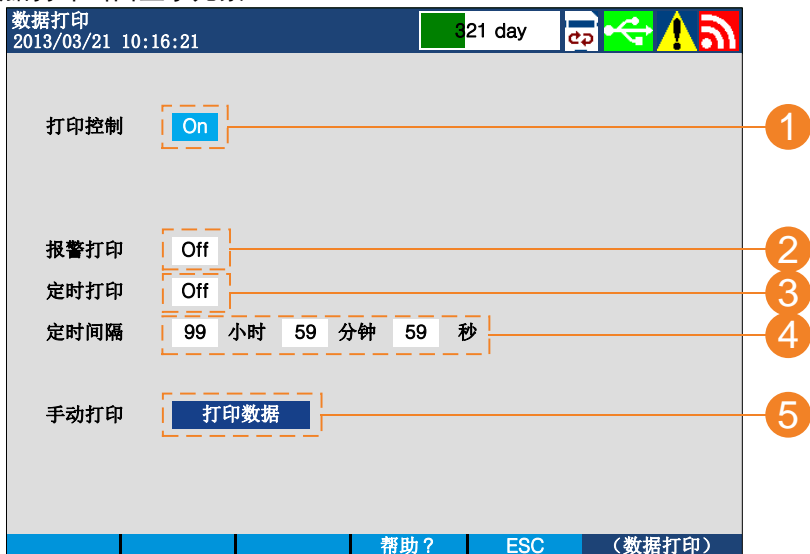 数据打印
2013/03/21 10:16:21
321 day
打印控制 On
1
报警打印 Off
2
定时打印 Off
3
定时间隔 99 小时 59 分钟 59 秒
4
手动打印 打印数据
5
帮助? ESC (数据打印)